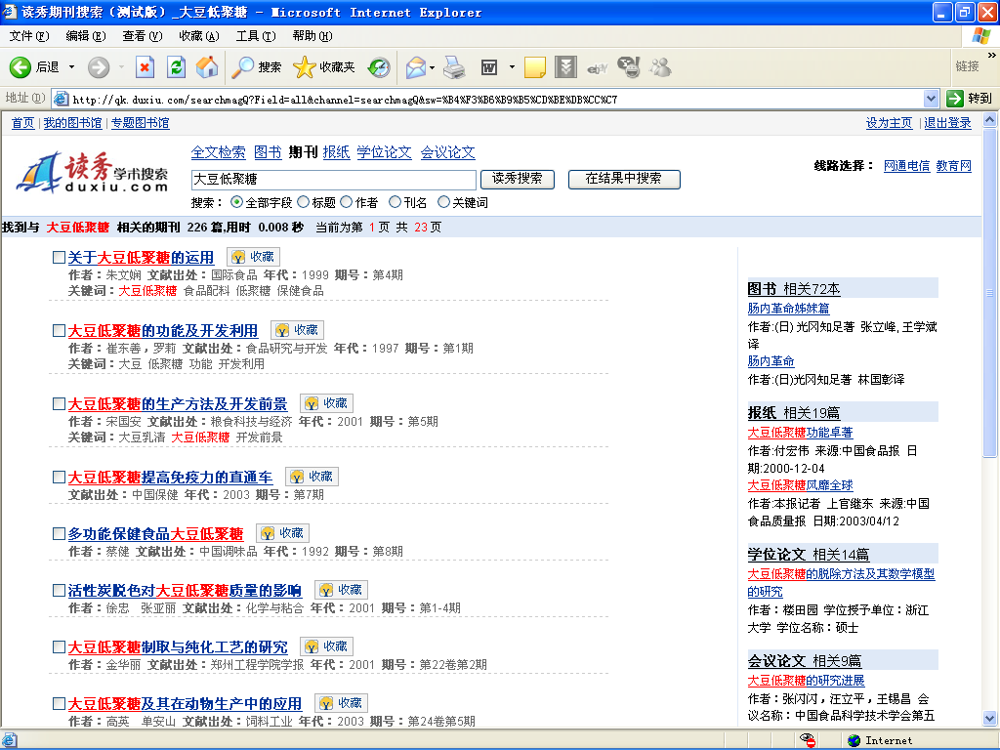 读秀期刊搜索（测试版）_大豆低聚糖 - Microsoft Internet Explorer
文件(F) 编辑(E) 查看(V) 收藏(A) 工具(T) 帮助(H)
后退 搜索 收藏夹 链接 »
地址(D) http://qk.duxiu.com/searchmagQ?Field=all&channel=searchmagQ&sw=%B4%F3%B6%B9%B5%CD%BE%DB%CC%C7 转到
首页 | 我的图书馆 | 专题图书馆 设为主页 | 退出登录
全文检索 图书 期刊 报纸 学位论文 会议论文
读秀学术搜索 duxiu.com
大豆低聚糖 读秀搜索 在结果中搜索
线路选择： 网通电信 教育网
搜索： 全部字段 标题 作者 刊名 关键词
找到与 大豆低聚糖 相关的期刊 226 篇,用时 0.008 秒 当前为第 1 页 共 23 页
关于大豆低聚糖的运用 收藏
作者：朱文娴 文献出处：国际食品 年代：1999 期号：第4期
关键词：大豆低聚糖 食品配料 低聚糖 保健食品
大豆低聚糖的功能及开发利用 收藏
作者：崔东善，罗莉 文献出处：食品研究与开发 年代：1997 期号：第1期
关键词：大豆 低聚糖 功能 开发利用
大豆低聚糖的生产方法及开发前景 收藏
作者：宋国安 文献出处：粮食科技与经济 年代：2001 期号：第5期
关键词：大豆乳清 大豆低聚糖 开发前景
大豆低聚糖提高免疫力的直通车 收藏
文献出处：中国保健 年代：2003 期号：第7期
多功能保健食品大豆低聚糖 收藏
作者：蔡健 文献出处：中国调味品 年代：1992 期号：第8期
活性炭脱色对大豆低聚糖质量的影响 收藏
作者：徐忠 张亚丽 文献出处：化学与粘合 年代：2001 期号：第1-4期
大豆低聚糖制取与纯化工艺的研究 收藏
作者：金华丽 文献出处：郑州工程学院学报 年代：2001 期号：第22卷第2期
大豆低聚糖及其在动物生产中的应用 收藏
作者：高英 单安山 文献出处：饲料工业 年代：2003 期号：第24卷第5期
图书 相关72本
肠内革命姊妹篇
作者:(日)光冈知足著 张立峰,王学斌
译
肠内革命
作者:(日)光冈知足著 林国彰译
报纸 相关19篇
大豆低聚糖功能卓著
作者:付宏伟 来源:中国食品报 日
期:2000-12-04
大豆低聚糖风靡全球
作者:本报记者 上官继东 来源:中国
食品质量报 日期:2003/04/12
学位论文 相关14篇
大豆低聚糖的脱除方法及其数学模型
的研究
作者：楼田园 学位授予单位：浙江
大学 学位名称：硕士
会议论文 相关9篇
大豆低聚糖的研究进展
作者：张闪闪，汪立平，王锡昌 会
议名称：中国食品科学技术学会第五
Internet